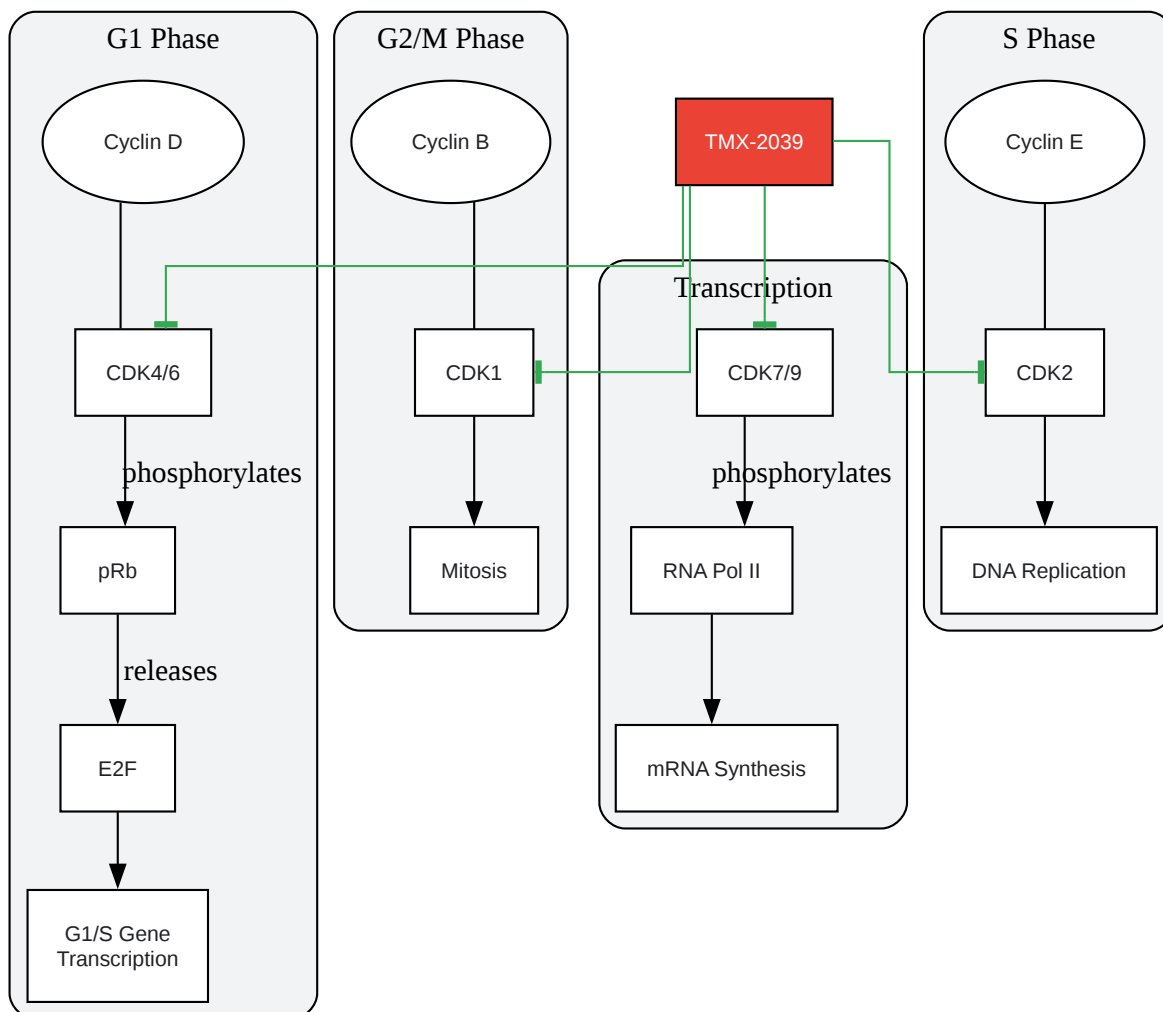 G1 Phase
Cyclin D
CDK4/6
phosphorylates
pRb
releases
E2F
G1/S Gene
Transcription
G2/M Phase
Cyclin B
CDK1
Mitosis
TMX-2039
Transcription
CDK7/9
phosphorylates
RNA Pol II
mRNA Synthesis
S Phase
Cyclin E
CDK2
DNA Replication